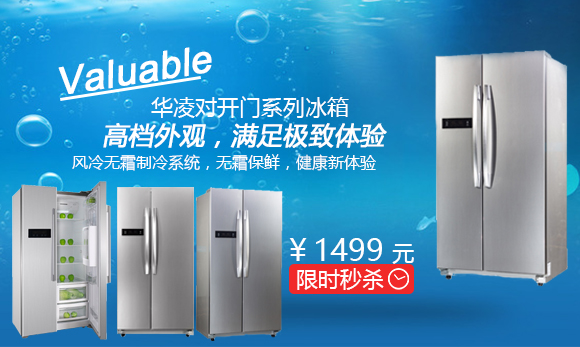 Valuable
华凌对开门系列冰箱
高档外观，满足极致体验
风冷无霜制冷系统，无霜保鲜，健康新体验
￥1499 元
限时秒杀